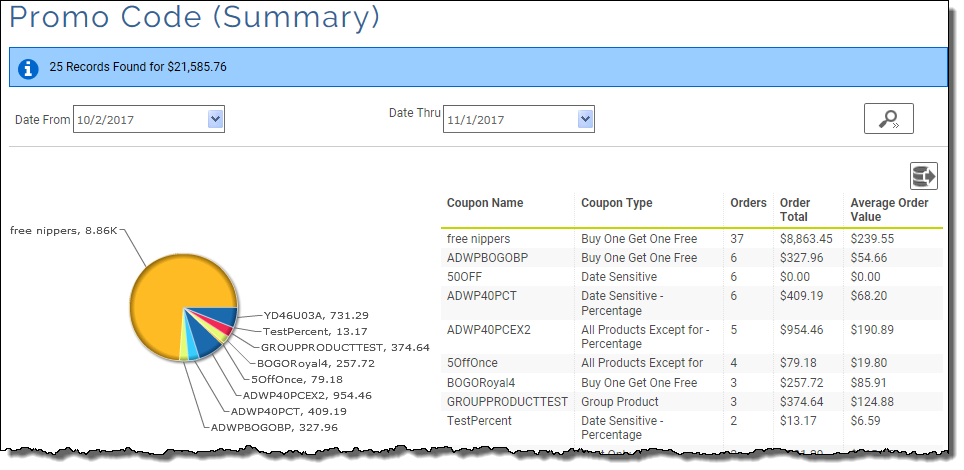 Promo Code (Summary)
25 Records Found for $21,585.76
Date From 10/2/2017
Date Thru 11/1/2017
free nippers, 8.86K
YD46U03A, 731.29
TestPercent, 13.17
GROUPPRODUCTTEST, 374.64
BOGORoyal4, 257.72
5OffOnce, 79.18
ADWP40PCEX2, 954.46
ADWP40PCT, 409.19
ADWPBOGOBP, 327.96
Coupon Name Coupon Type Orders Order Total Average Order Value
free nippers Buy One Get One Free 37 $8,863.45 $239.55
ADWPBOGOBP Buy One Get One Free 6 $327.96 $54.66
50OFF Date Sensitive 6 $0.00 $0.00
ADWP40PCT Date Sensitive - 6 $409.19 $68.20
Percentage
ADWP40PCEX2 All Products Except for - 5 $954.46 $190.89
Percentage
5OffOnce All Products Except for 4 $79.18 $19.80
BOGORoyal4 Buy One Get One Free 3 $257.72 $85.91
GROUPPRODUCTTEST Group Product 3 $374.64 $124.88
TestPercent Date Sensitive - 2 $13.17 $6.59
Percentage